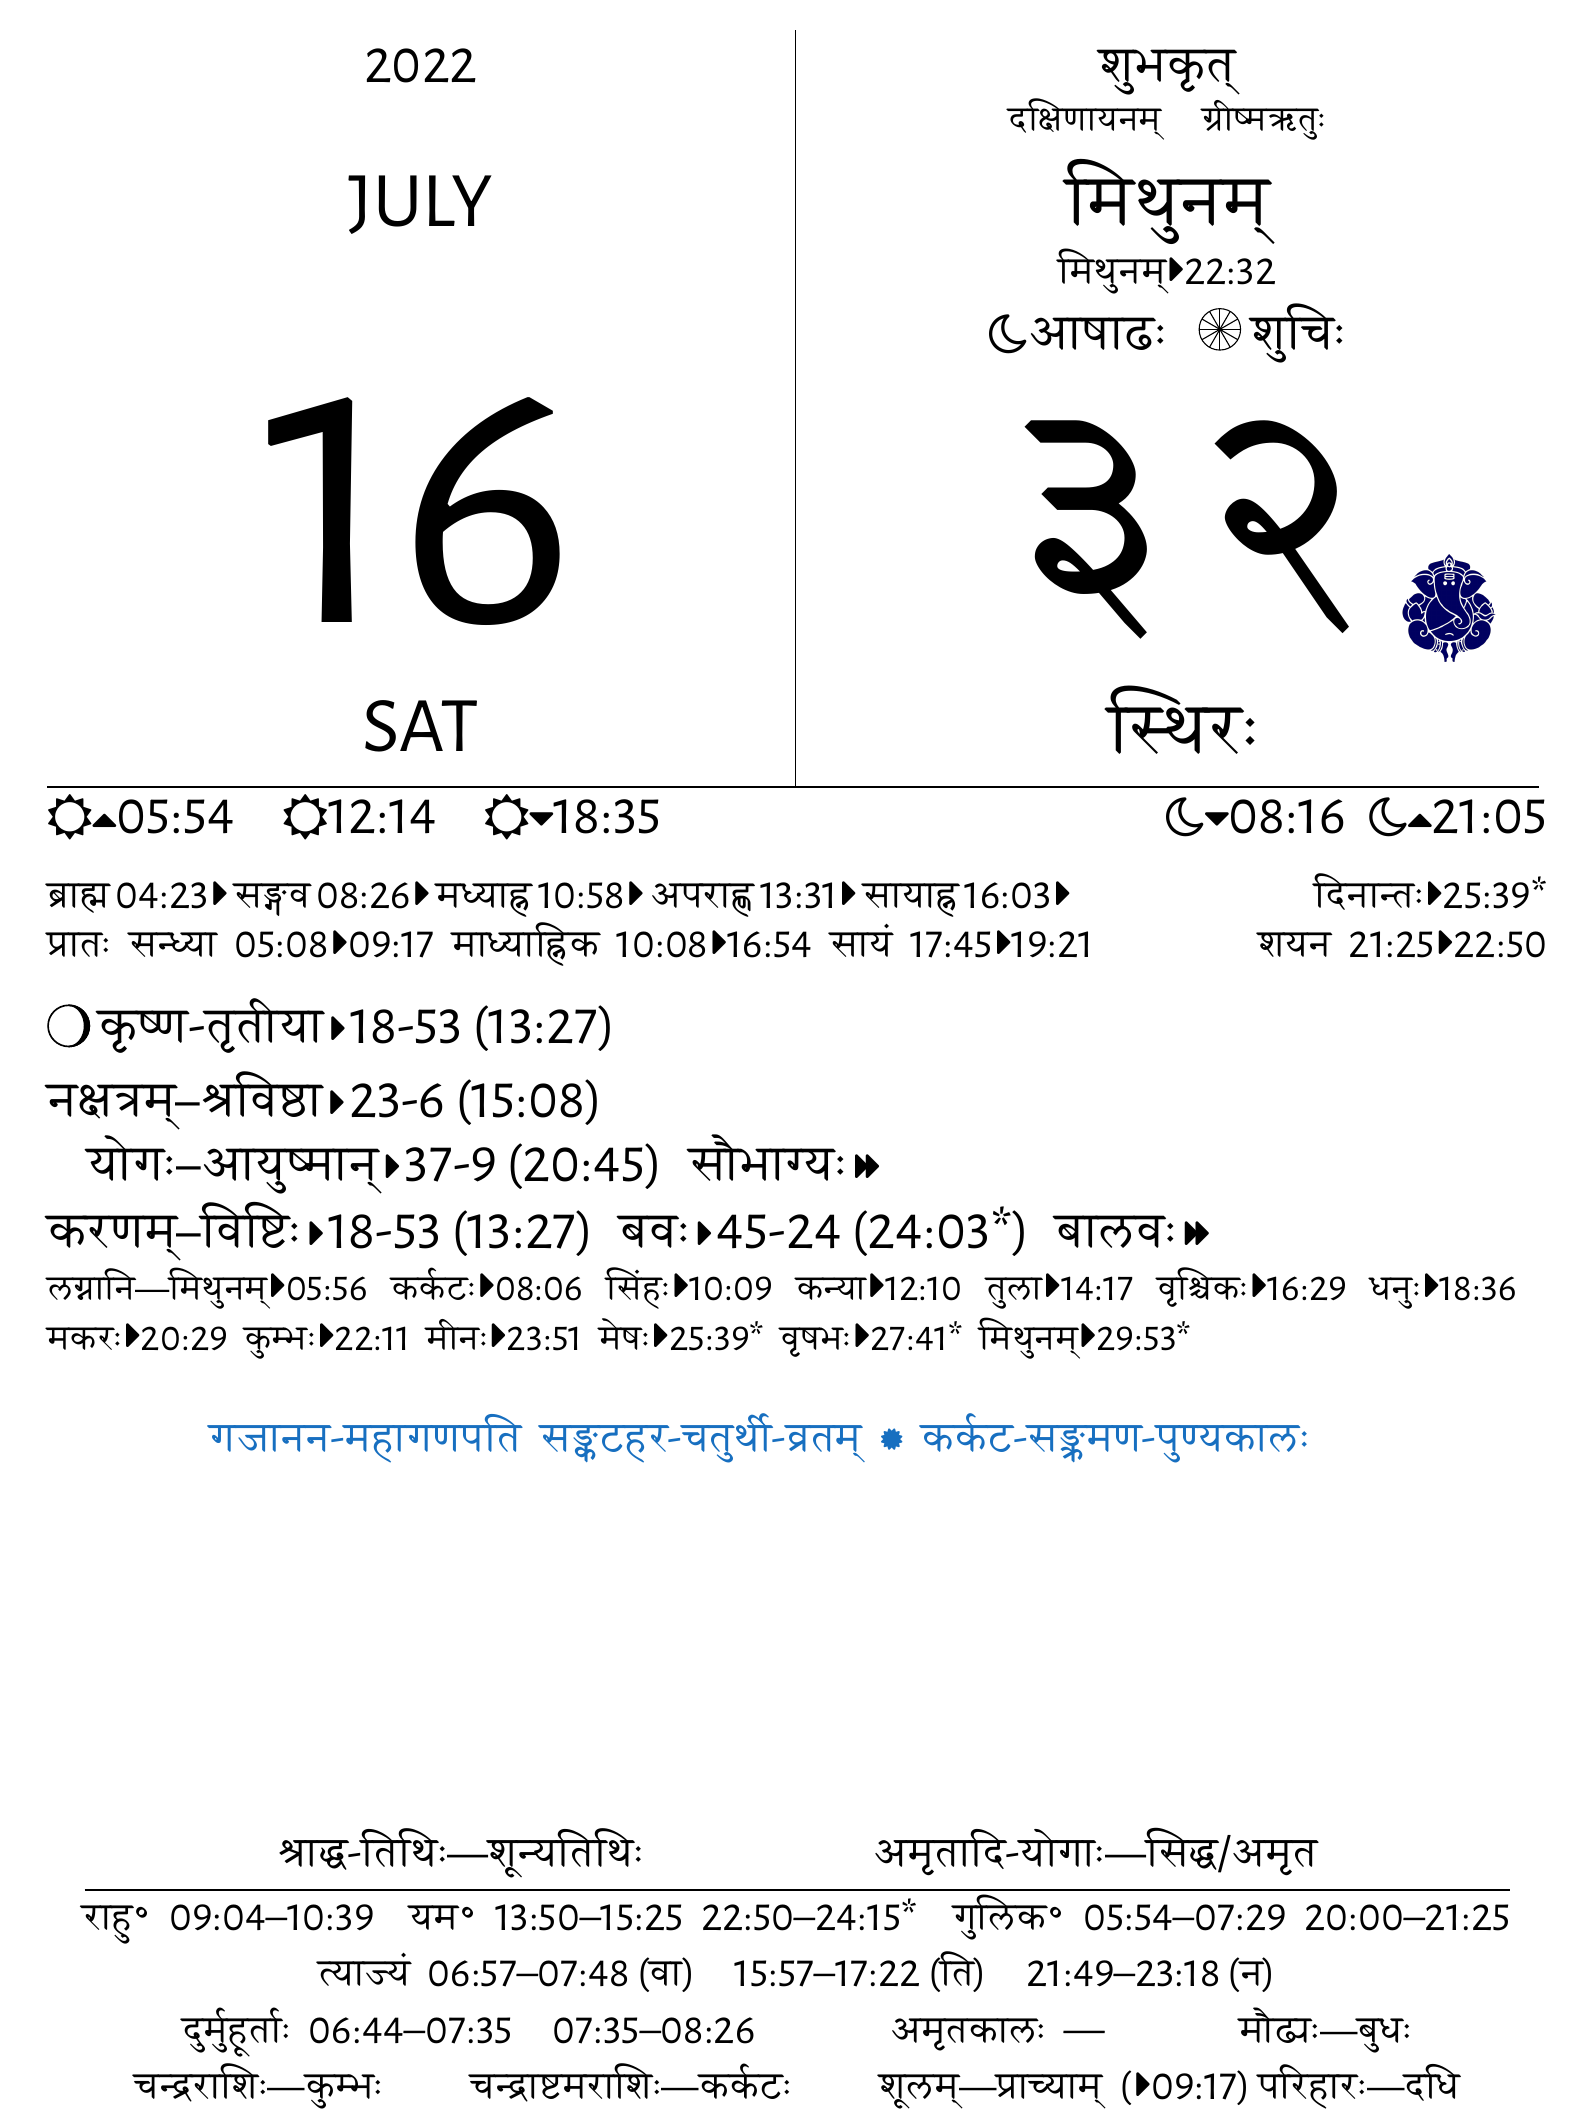 2022
JULY
16
SAT
शुभकृत्
दक्षिणायनम् ग्रीष्मऋतुः
मिथुनम्
मिथुनम्22:32
आषाढः शुचिः
३२
स्थिरः
05:54 12:14 18:35 08:16 21:05
ब्राह्म 04:23 सङ्गव 08:26 मध्याह्न 10:58 अपराह्ण 13:31 सायाह्न 16:03 दिनान्तः25:39*
प्रातः सन्ध्या 05:08 09:17 माध्याह्निक 10:08 16:54 सायं 17:45 19:21 शयन 21:25 22:50
कृष्ण-तृतीया 18-53 (13:27)
नक्षत्रम्–श्रविष्ठा 23-6 (15:08)
योगः–आयुष्मान् 37-9 (20:45) सौभाग्यः
करणम्–विष्टिः 18-53 (13:27) बवः 45-24 (24:03*) बालवः
लग्नानि—मिथुनम् 05:56 कर्कटः 08:06 सिंहः 10:09 कन्या 12:10 तुला 14:17 वृश्चिकः 16:29 धनुः 18:36
मकरः 20:29 कुम्भः 22:11 मीनः 23:51 मेषः 25:39* वृषभः 27:41* मिथुनम् 29:53*
गजानन-महागणपति सङ्कटहर-चतुर्थी-व्रतम् कर्कट-सङ्क्रमण-पुण्यकालः
श्राद्ध-तिथिः—शून्यतिथिः अमृतादि-योगाः—सिद्ध/अमृत
राहु॰ 09:04–10:39 यम॰ 13:50–15:25 22:50–24:15* गुलिक॰ 05:54–07:29 20:00–21:25
त्याज्यं 06:57–07:48 (वा) 15:57–17:22 (ति) 21:49–23:18 (न)
दुर्मुहूर्ताः 06:44–07:35 07:35–08:26 अमृतकालः — मौढ्यः—बुधः
चन्द्रराशिः—कुम्भः चन्द्राष्टमराशिः—कर्कटः शूलम्—प्राच्याम् (09:17) परिहारः—दधि